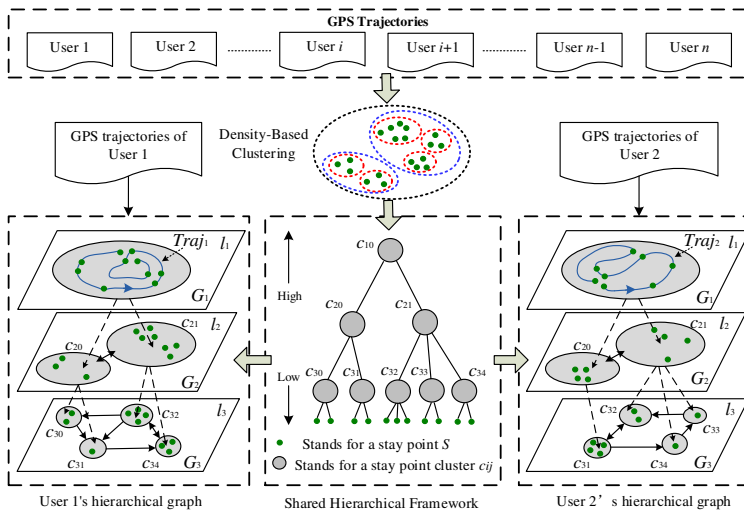 GPS Trajectories
User 1
User 2
User i
User i+1
User n-1
User n
GPS trajectories of
User 1
Density-Based
Clustering
GPS trajectories of
User 2
Traj1
l1
G1
c20
c21
l2
G2
c30
c31
c32
c34
l3
G3
High
Low
c10
c20
c21
c30
c31
c32
c33
c34
Stands for a stay point S
Stands for a stay point cluster cij
Traj2
l1
G1
c20
c21
l2
G2
c32
c33
c31
c34
l3
G3
User 1's hierarchical graph
Shared Hierarchical Framework
User 2’s hierarchical graph